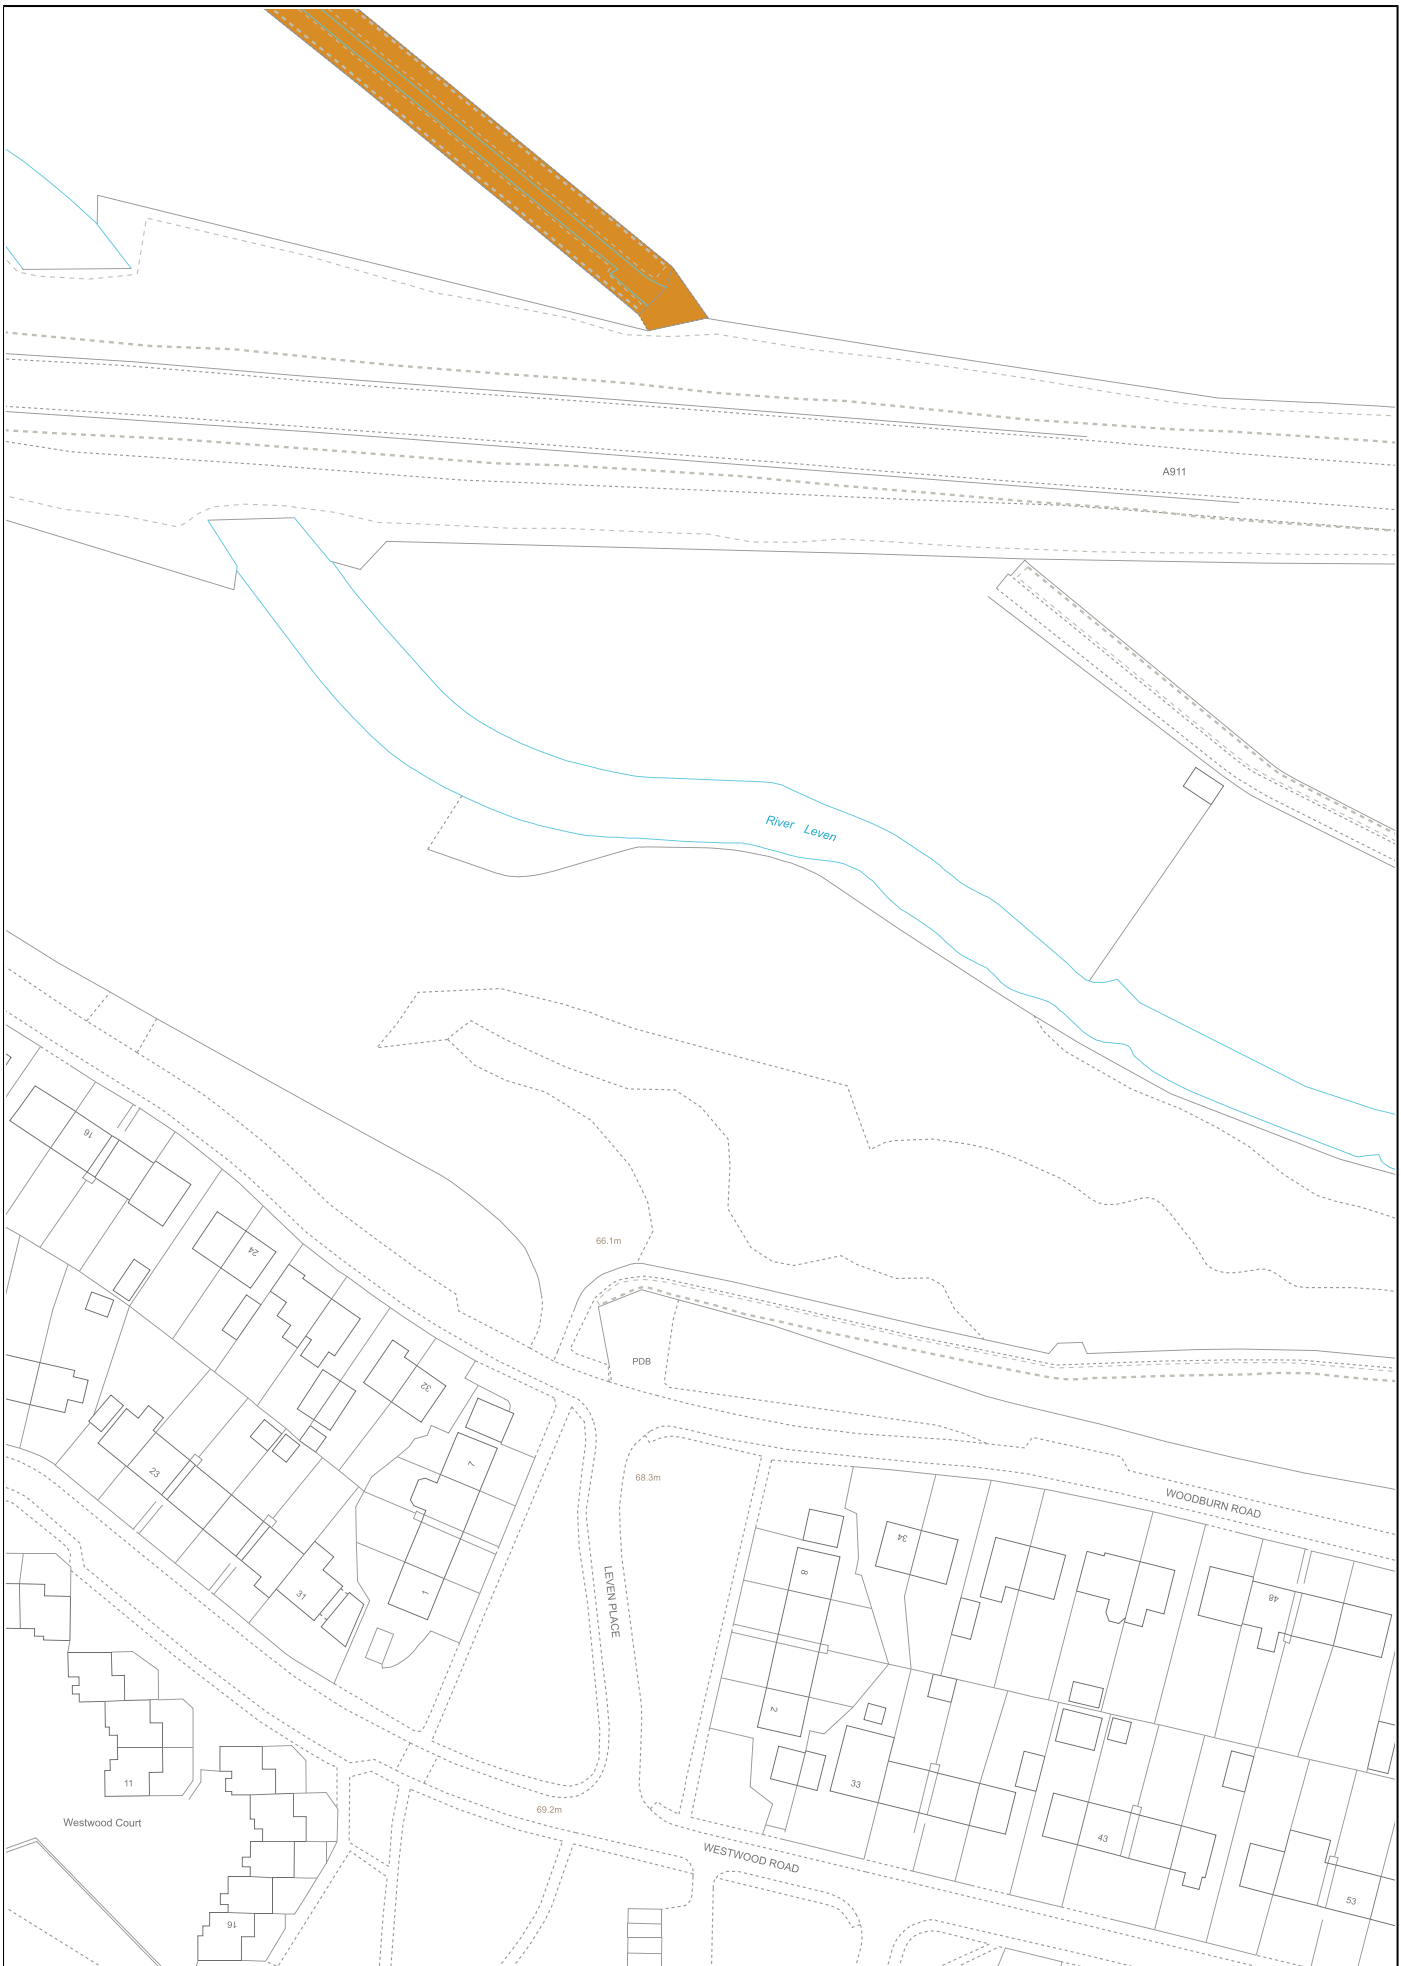 A911
River Leven
16
24
66.1m
PDB
32
7
68.3m
23
WOODBURN ROAD
34
8
1
31
LEVEN PLACE
48
2
33
11
69.2m
Westwood Court
43
WESTWOOD ROAD
53
16